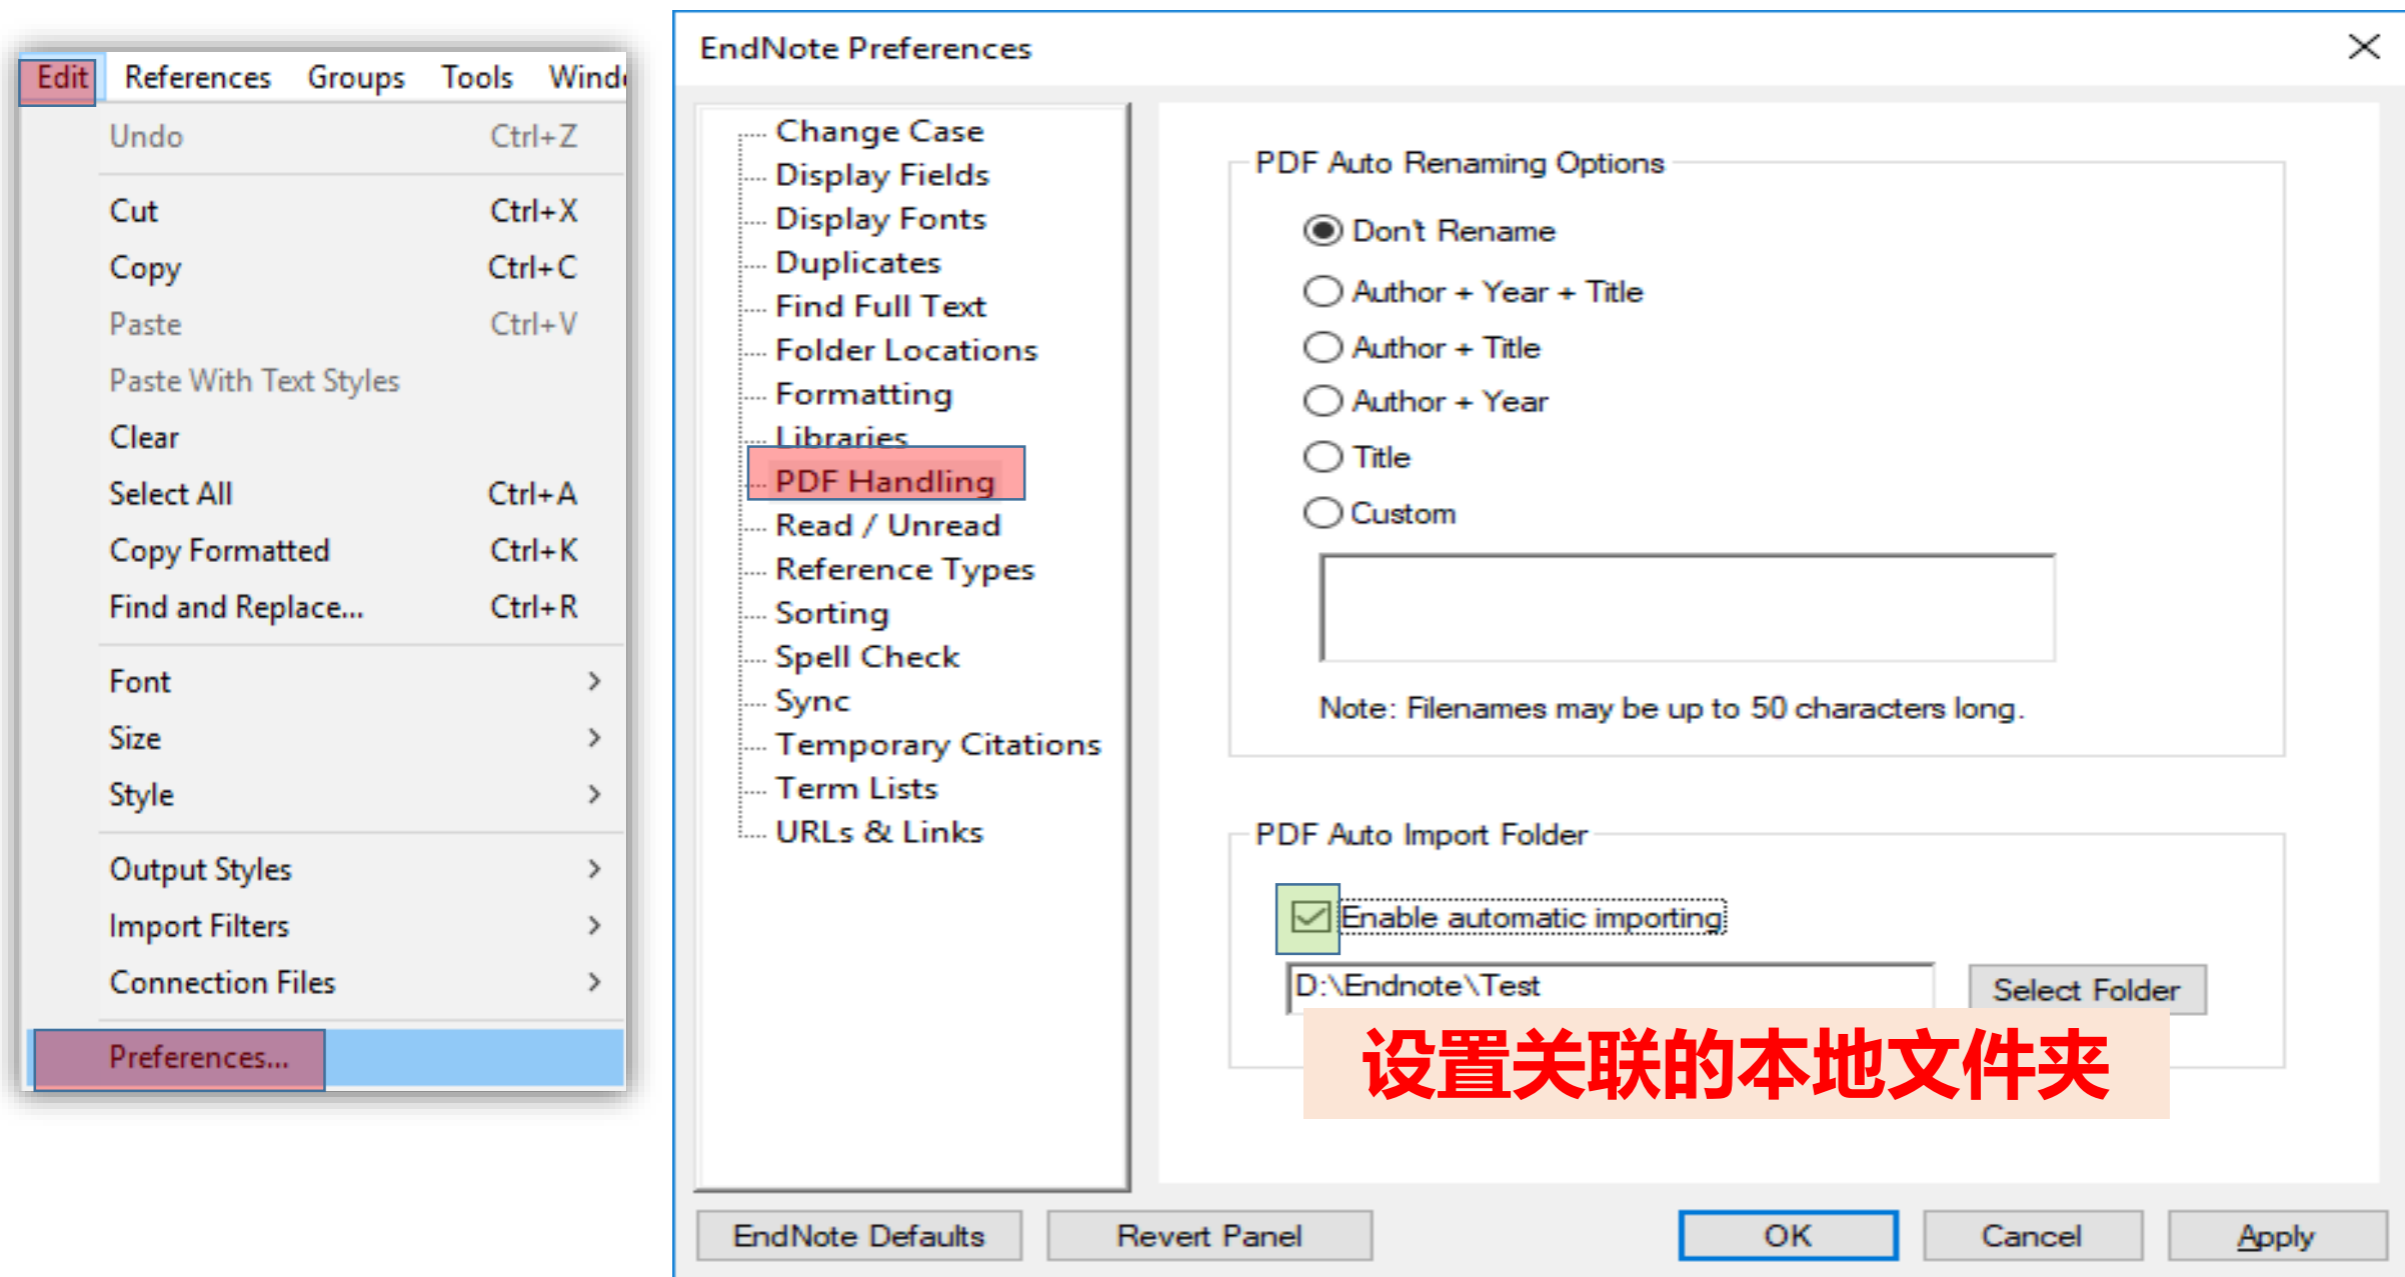 Edit References Groups Tools Wind
Undo Ctrl+Z
Cut Ctrl+X
Copy Ctrl+C
Paste Ctrl+V
Paste With Text Styles
Clear
Select All Ctrl+A
Copy Formatted Ctrl+K
Find and Replace... Ctrl+R
Font
Size
Style
Output Styles
Import Filters
Connection Files
Preferences...
EndNote Preferences
Change Case
Display Fields
Display Fonts
Duplicates
Find Full Text
Folder Locations
Formatting
Libraries
PDF Handling
Read / Unread
Reference Types
Sorting
Spell Check
Sync
Temporary Citations
Term Lists
URLs & Links
PDF Auto Renaming Options
Don't Rename
Author + Year + Title
Author + Title
Author + Year
Title
Custom
Note: Filenames may be up to 50 characters long.
PDF Auto Import Folder
Enable automatic importing
D:\Endnote\Test
Select Folder
设置关联的本地文件夹
EndNote Defaults Revert Panel OK Cancel Apply